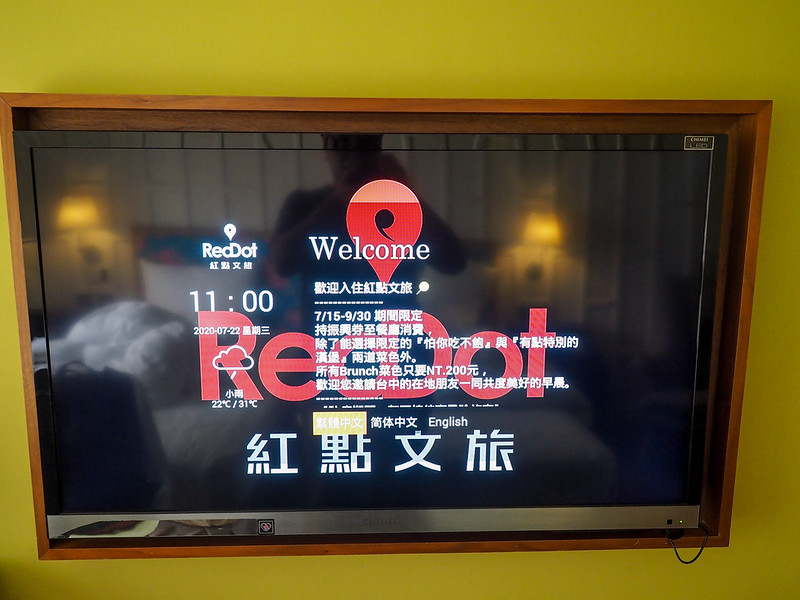 CHIMEI
LED
RedDot
紅點文旅
11 : 00
2020-07-22 星期三
小雨
22℃ / 31℃
Welcome
歡迎入住紅點文旅
---------------
7/15-9/30 期間限定
持振興券至餐廳消費，
除了能選擇限定的『怕你吃不飽』與『有點特別的
漢堡』兩道菜色外。
所有Brunch菜色只要NT.200元，
歡迎您邀請台中的在地朋友一同共度美好的早晨。
---------------
繁體中文 简体中文 English
RedDot
紅點文旅
CHIMEI